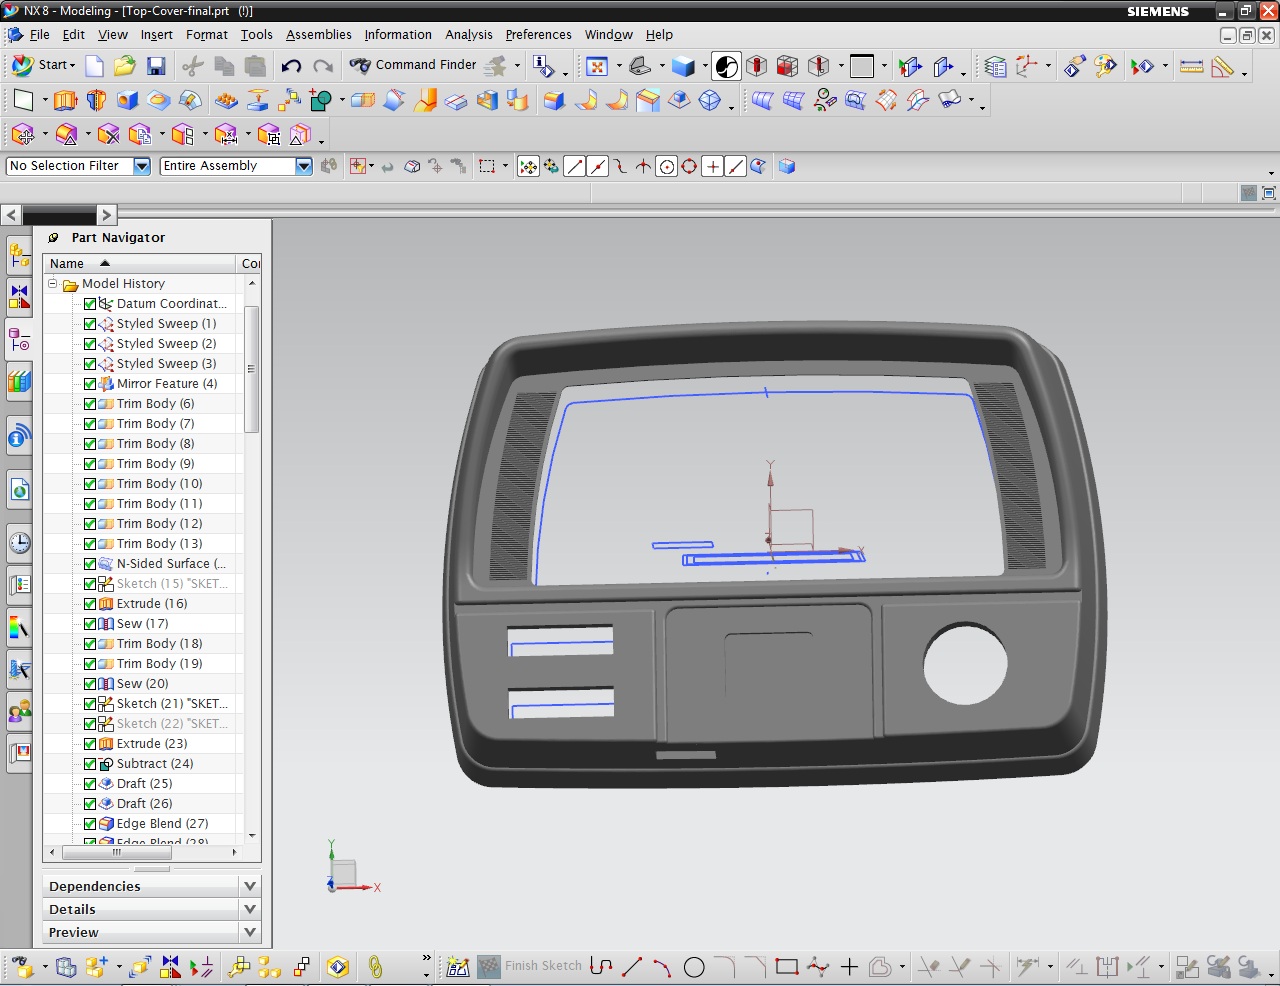 NX 8 - Modeling - [Top-Cover-final.prt (!)]
SIEMENS
File Edit View Insert Format Tools Assemblies Information Analysis Preferences Window Help
Start
Command Finder
No Selection Filter
Entire Assembly
Part Navigator
Name
Model History
Datum Coordinat...
Styled Sweep (1)
Styled Sweep (2)
Styled Sweep (3)
Mirror Feature (4)
Trim Body (6)
Trim Body (7)
Trim Body (8)
Trim Body (9)
Trim Body (10)
Trim Body (11)
Trim Body (12)
Trim Body (13)
N-Sided Surface (...
Sketch (15) "SKET...
Extrude (16)
Sew (17)
Trim Body (18)
Trim Body (19)
Sew (20)
Sketch (21) "SKET...
Sketch (22) "SKET...
Extrude (23)
Subtract (24)
Draft (25)
Draft (26)
Edge Blend (27)
Edge Blend (28)
Dependencies
Details
Preview
Y
X
Y
X
Finish Sketch